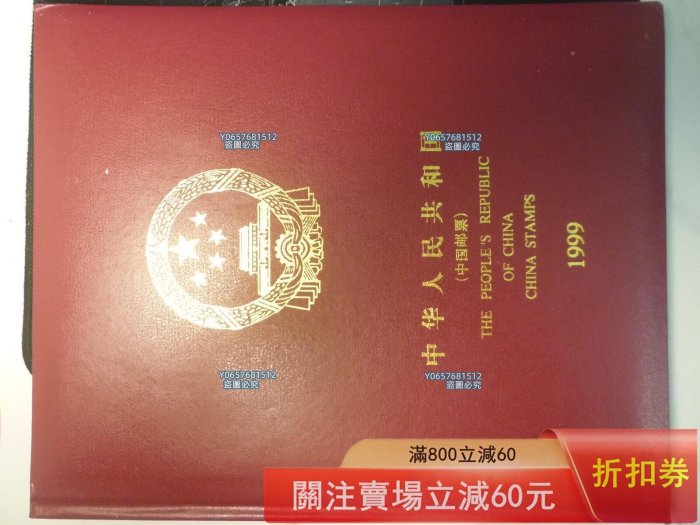 中华人民共和国
(中国邮票)
THE PEOPLE'S REPUBLIC
OF CHINA
CHINA STAMPS
1999
Y0657681512
盜圖必究
Y0657681512
盜圖必究
Y0657681512
盜圖必究
Y0657681512
盜圖必究
滿800立減60
關注賣場立減60元
折扣券